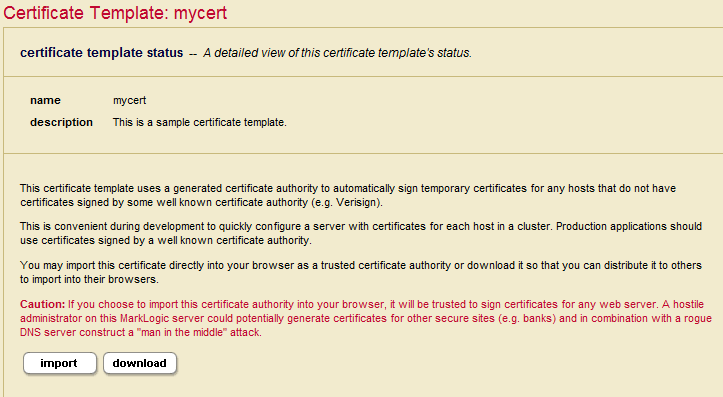 Certificate Template: mycert
certificate template status -- A detailed view of this certificate template's status.
name mycert
description This is a sample certificate template.
This certificate template uses a generated certificate authority to automatically sign temporary certificates for any hosts that do not have
certificates signed by some well known certificate authority (e.g. Verisign).
This is convenient during development to quickly configure a server with certificates for each host in a cluster. Production applications should
use certificates signed by a well known certificate authority.
You may import this certificate directly into your browser as a trusted certificate authority or download it so that you can distribute it to others
to import into their browsers.
Caution: If you choose to import this certificate authority into your browser, it will be trusted to sign certificates for any web server. A hostile
administrator on this MarkLogic server could potentially generate certificates for other secure sites (e.g. banks) and in combination with a rogue
DNS server construct a "man in the middle" attack.
import download